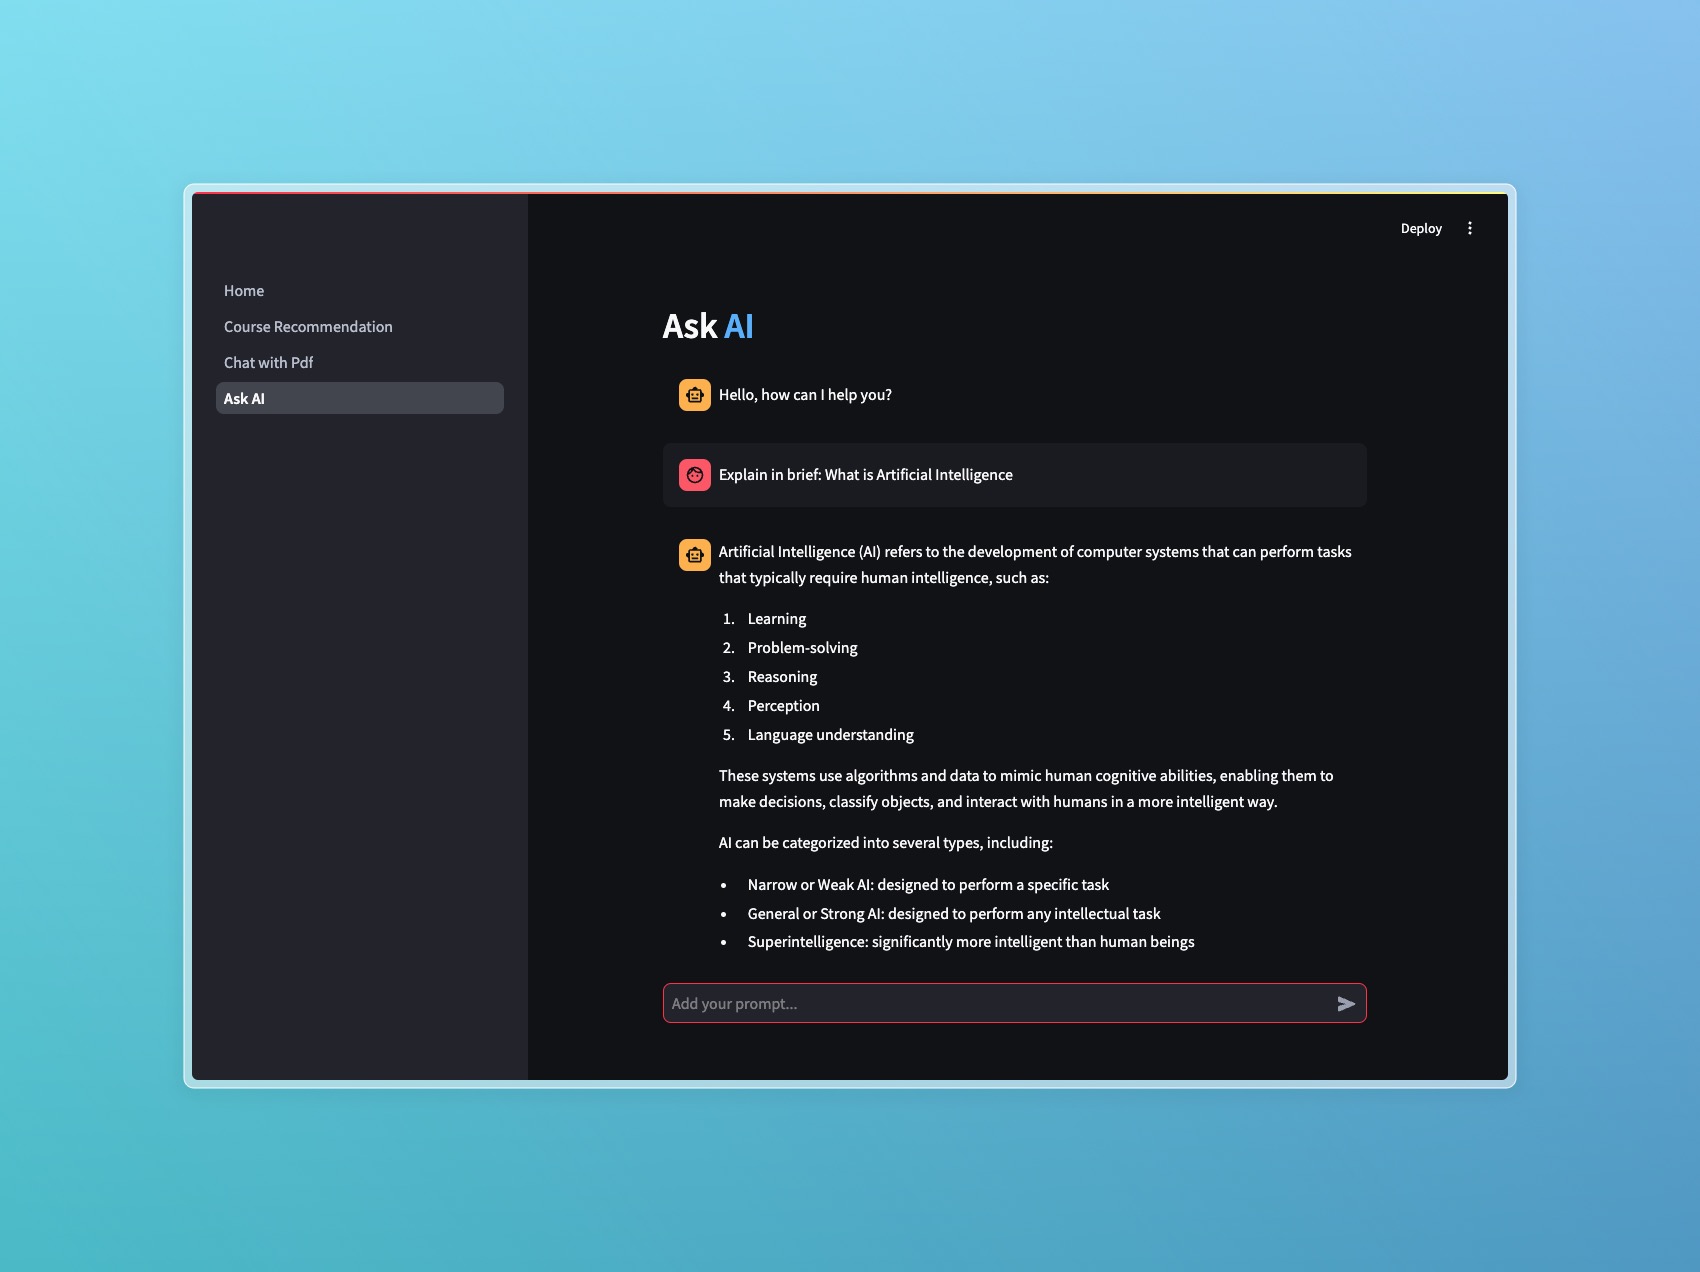 Deploy
Home
Course Recommendation
Chat with Pdf
Ask AI
Ask AI
Hello, how can I help you?
Explain in brief: What is Artificial Intelligence
Artificial Intelligence (AI) refers to the development of computer systems that can perform tasks
that typically require human intelligence, such as:
1. Learning
2. Problem-solving
3. Reasoning
4. Perception
5. Language understanding
These systems use algorithms and data to mimic human cognitive abilities, enabling them to
make decisions, classify objects, and interact with humans in a more intelligent way.
AI can be categorized into several types, including:
• Narrow or Weak AI: designed to perform a specific task
• General or Strong AI: designed to perform any intellectual task
• Superintelligence: significantly more intelligent than human beings
Add your prompt...